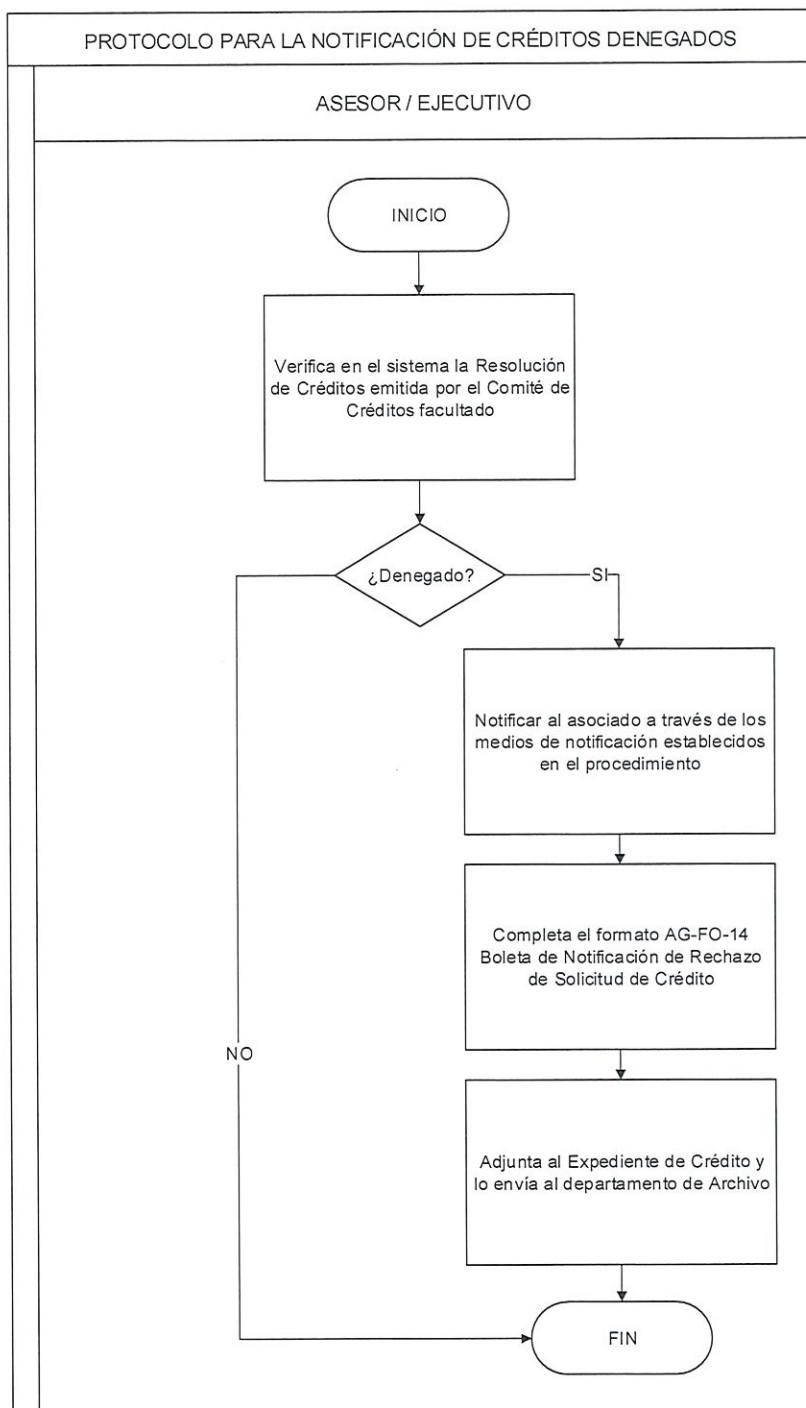 PROTOCOLO PARA LA NOTIFICACIÓN DE CRÉDITOS DENEGADOS
ASESOR / EJECUTIVO
INICIO
Verifica en el sistema la Resolución
de Créditos emitida por el Comité de
Créditos facultado
¿Denegado?
SI
Notificar al asociado a través de los
medios de notificación establecidos
en el procedimiento
Completa el formato AG-FO-14
Boleta de Notificación de Rechazo
de Solicitud de Crédito
NO
Adjunta al Expediente de Crédito y
lo envía al departamento de Archivo
FIN